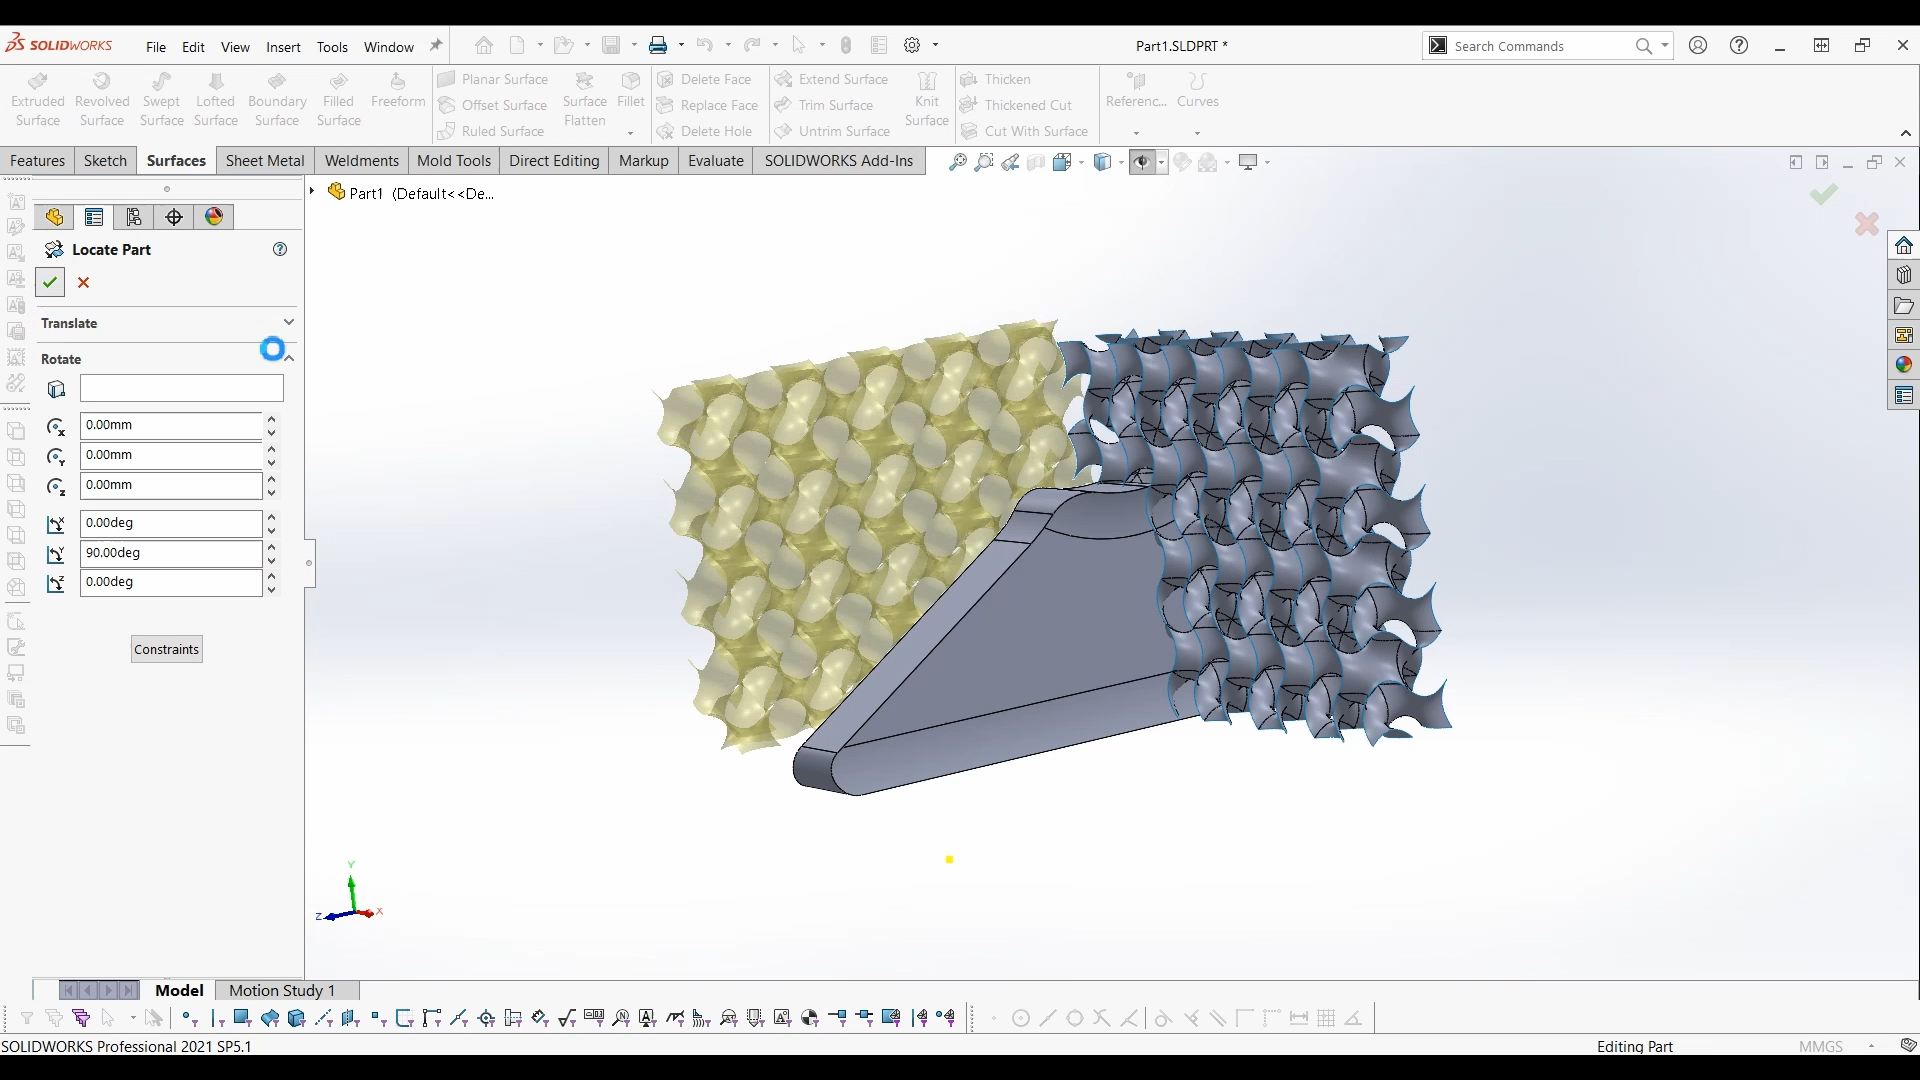 SOLIDWORKS File Edit View Insert Tools Window Part1.SLDPRT * Search Commands
Extruded Surface
Revolved Surface
Swept Surface
Lofted Surface
Boundary Surface
Filled Surface
Freeform
Planar Surface
Offset Surface
Ruled Surface
Surface Flatten
Fillet
Delete Face
Replace Face
Delete Hole
Extend Surface
Trim Surface
Untrim Surface
Knit Surface
Thicken
Thickened Cut
Cut With Surface
Referenc...
Curves
Features Sketch Surfaces Sheet Metal Weldments Mold Tools Direct Editing Markup Evaluate SOLIDWORKS Add-Ins
Part1 (Default<<De...
Locate Part
Translate
Rotate
0.00mm
0.00mm
0.00mm
0.00deg
90.00deg
0.00deg
Constraints
Y
Z X
Model Motion Study 1
SOLIDWORKS Professional 2021 SP5.1 Editing Part MMGS